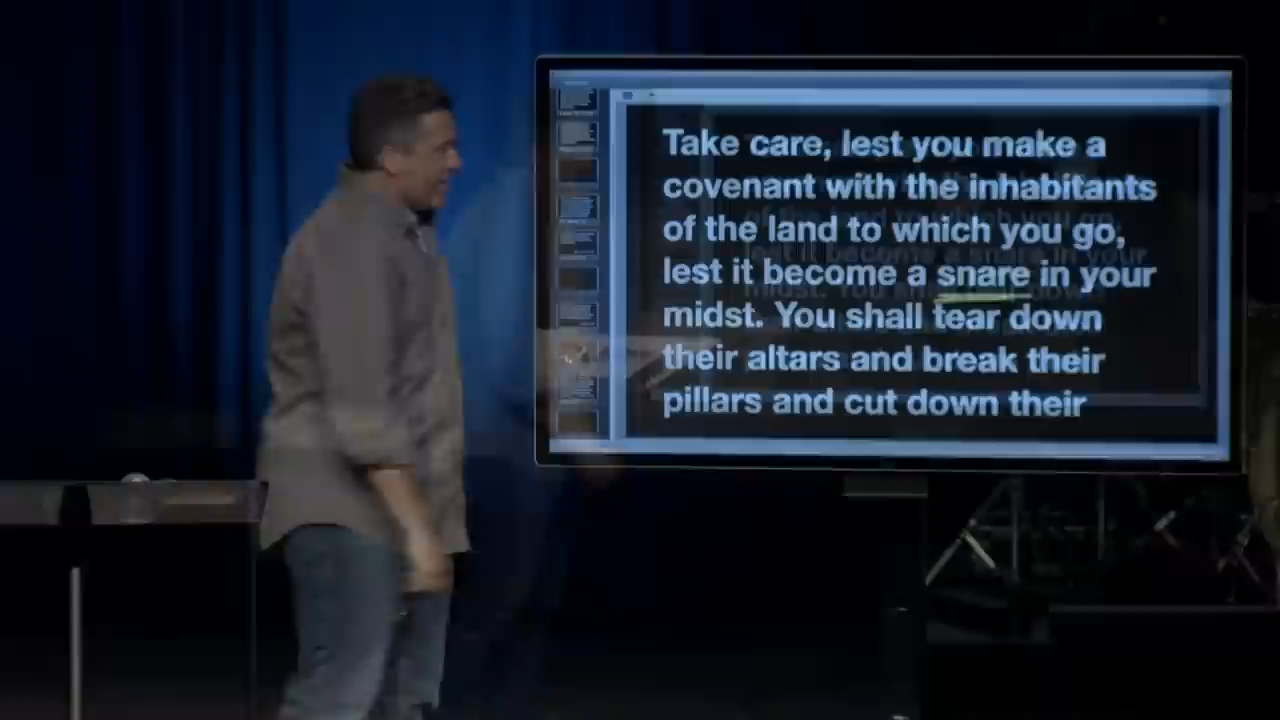 Take care, lest you make a
covenant with the inhabitants
of the land to which you go,
lest it become a snare in your
midst. You shall tear down
their altars and break their
pillars and cut down their